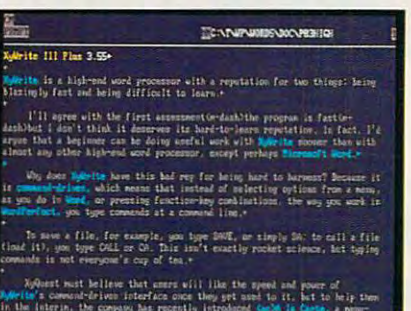 C:\TWP\WORDS\DOC\PB3HIGH
XyWrite III Plus 3.55
XyWrite is a high-end word processor with a reputation for two things: being
blazingly fast and being difficult to learn.
I'll agree with the first assessment(m-dash)the program is fast(m-
dash)but I don't think it deserves its hard-to-learn reputation. In fact, I'd
argue that a beginner can be doing useful work with XyWrite sooner than with
almost any other high-end word processor, except perhaps Microsoft Word.
Why does XyWrite have this bad rep for being hard to harness? Because it
is command-driven, which means that instead of selecting options from a menu,
as you do in Word, or pressing function-key combinations, the way you work in
WordPerfect, you type commands at a command line.
To save a file, for example, you type SAVE, or simply SA; to call a file
(load it), you type CALL or CA. This isn't exactly rocket science, but typing
commands is not everyone's cup of tea.
XyQuest must believe that users will like the speed and power of
XyWrite's command-driven interface once they get used to it, but to help them
in the interim, the company has recently introduced a menu-